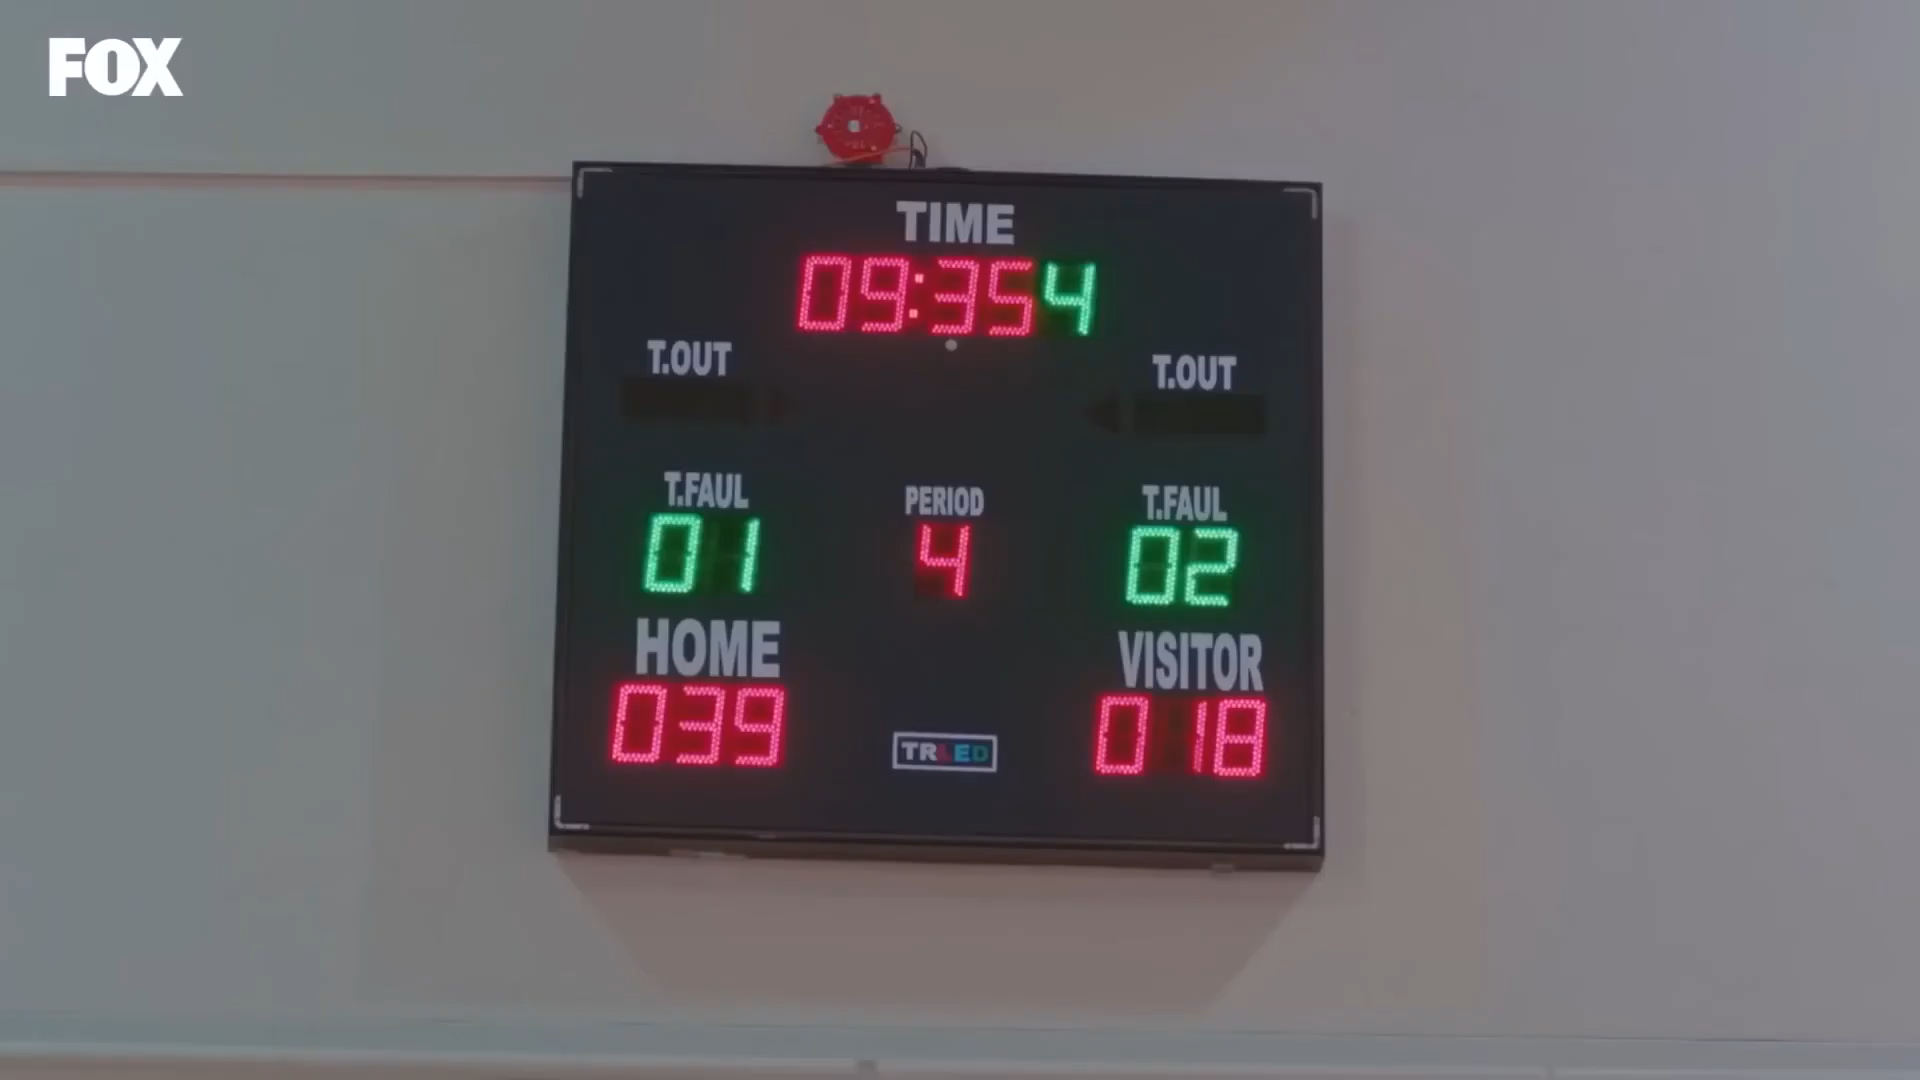 FOX
TIME
09:354
T.OUT
T.OUT
T.FAUL
PERIOD
T.FAUL
01
4
02
HOME
VISITOR
039
018
TRLED